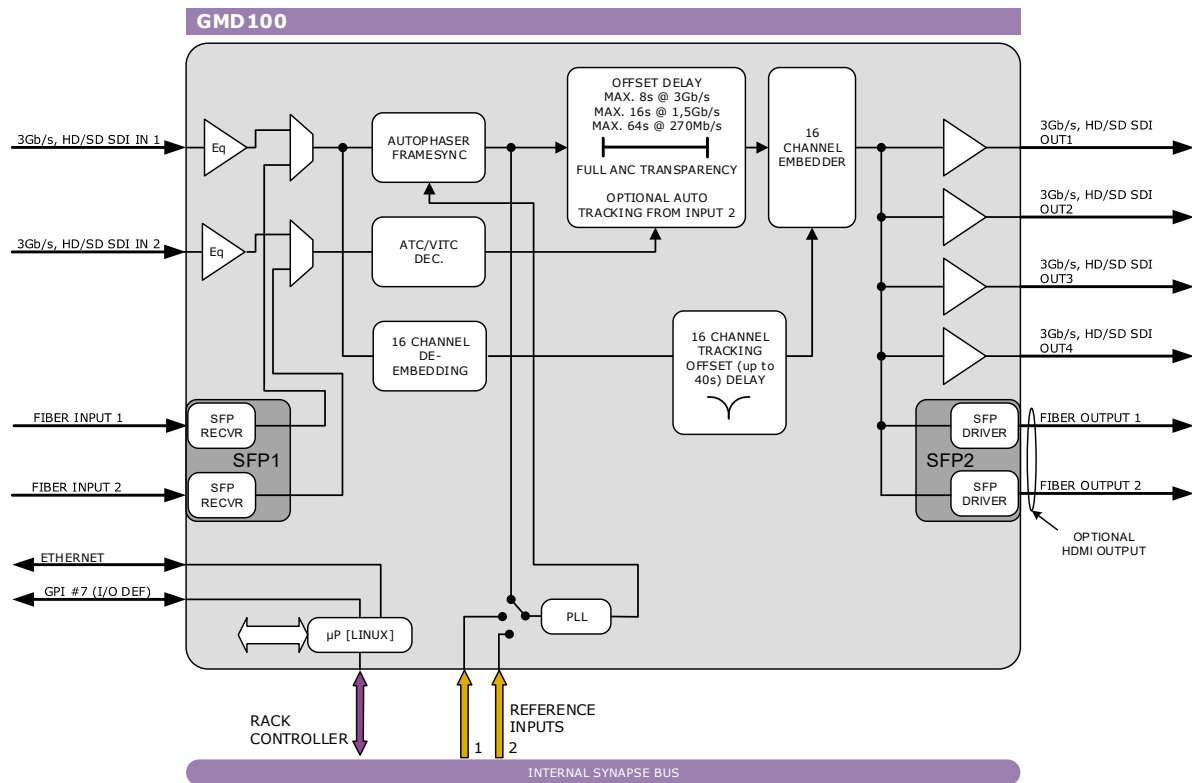 GMD100
3Gb/s, HD/SD SDI IN 1
Eq
AUTOPHASER
FRAMESYNC
OFFSET DELAY
MAX. 8s @ 3Gb/s
MAX. 16s @ 1,5Gb/s
MAX. 64s @ 270Mb/s
FULL ANC TRANSPARENCY
OPTIONAL AUTO
TRACKING FROM INPUT 2
16
CHANNEL
EMBEDDER
3Gb/s, HD/SD SDI
OUT1
3Gb/s, HD/SD SDI
OUT2
3Gb/s, HD/SD SDI IN 2
Eq
ATC/VITC
DEC.
3Gb/s, HD/SD SDI
OUT3
3Gb/s, HD/SD SDI
OUT4
16 CHANNEL
DE-
EMBEDDING
16 CHANNEL
TRACKING
OFFSET (up to
40s) DELAY
FIBER INPUT 1
SFP
RECVR
SFP1
FIBER INPUT 2
SFP
RECVR
SFP
DRIVER
FIBER OUTPUT 1
SFP2
SFP
DRIVER
FIBER OUTPUT 2
OPTIONAL
HDMI OUTPUT
ETHERNET
GPI #7 (I/O DEF)
µP [LINUX]
PLL
RACK
CONTROLLER
REFERENCE
INPUTS
1
2
INTERNAL SYNAPSE BUS